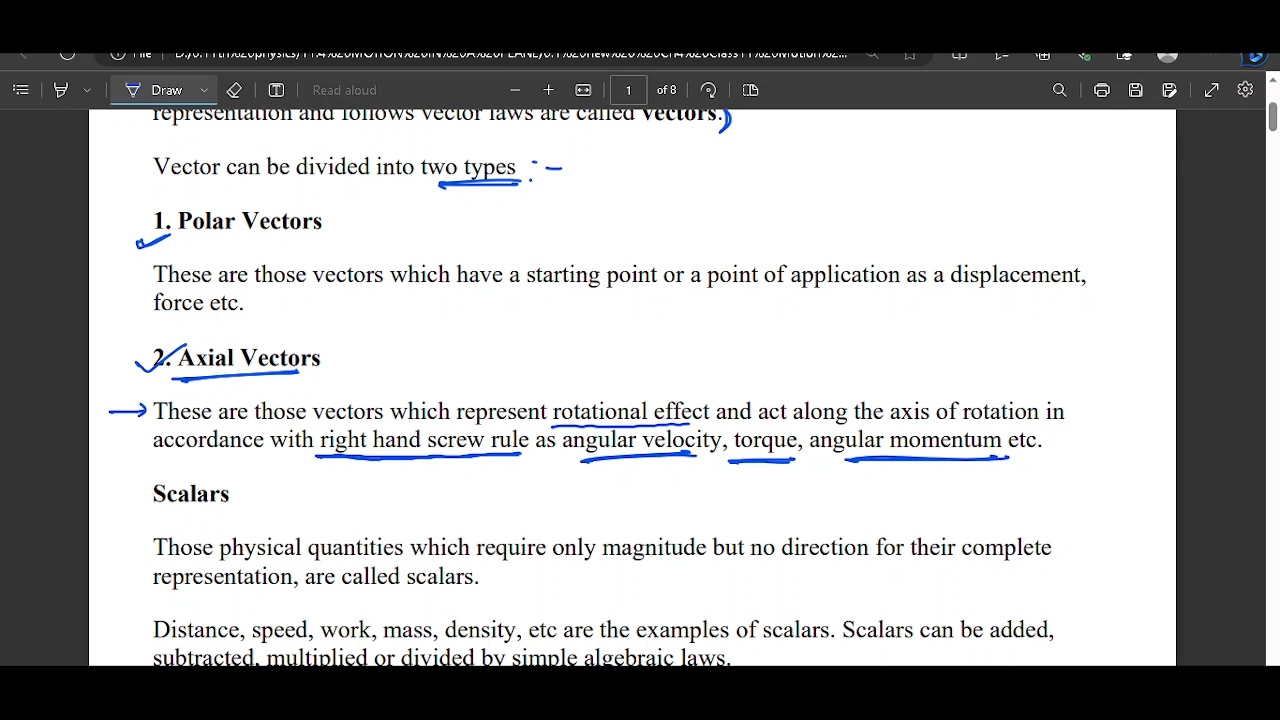 Draw
Read aloud
1
of 8
representation and follows vector laws are called vectors.
Vector can be divided into two types :-
1. Polar Vectors
These are those vectors which have a starting point or a point of application as a displacement,
force etc.
2. Axial Vectors
These are those vectors which represent rotational effect and act along the axis of rotation in
accordance with right hand screw rule as angular velocity, torque, angular momentum etc.
Scalars
Those physical quantities which require only magnitude but no direction for their complete
representation, are called scalars.
Distance, speed, work, mass, density, etc are the examples of scalars. Scalars can be added,
subtracted, multiplied or divided by simple algebraic laws.